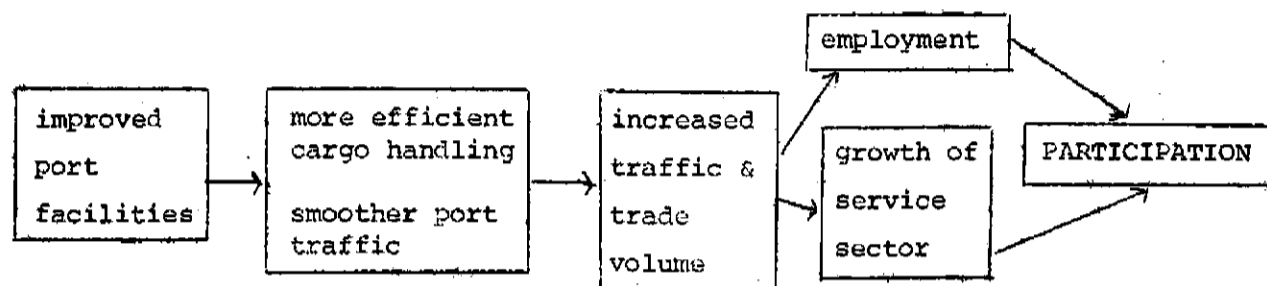 improved
port
facilities
more efficient
cargo handling
smoother port
traffic
increased
traffic &
trade
volume
employment
growth of
service
sector
PARTICIPATION